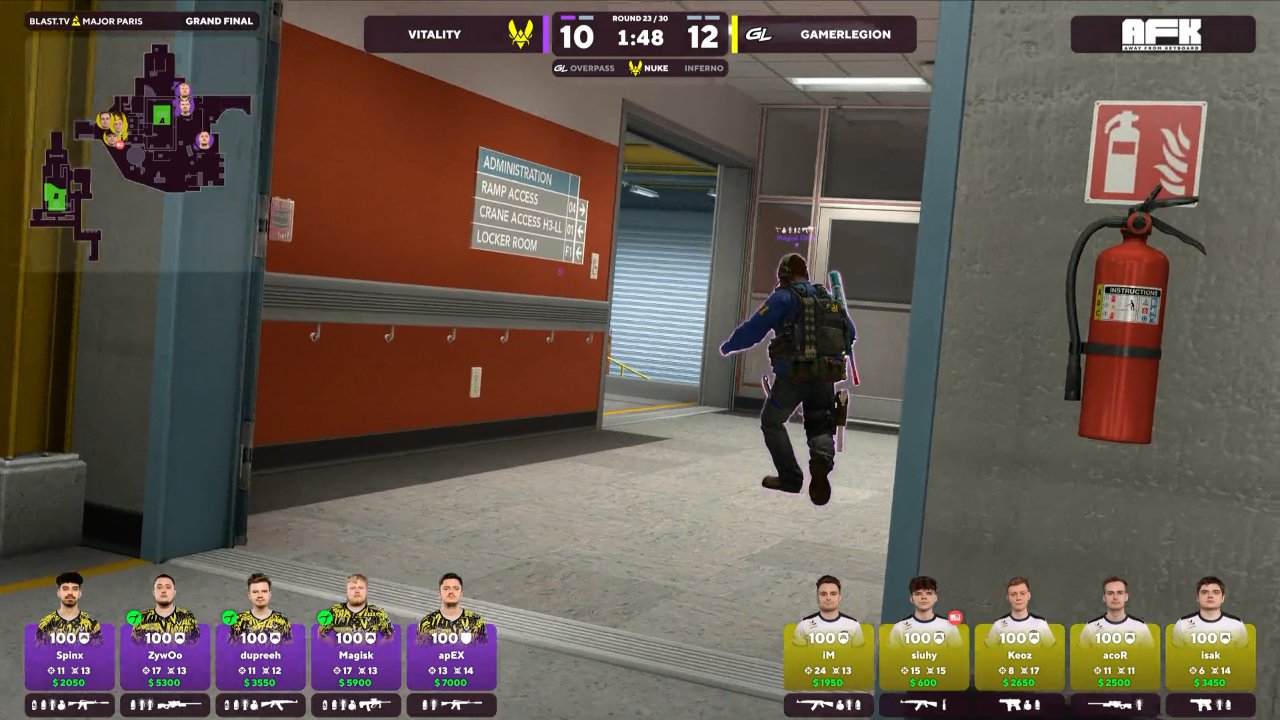 BLAST.TV MAJOR PARIS GRAND FINAL
VITALITY 10 ROUND 23 / 30 1:48 12 GL GAMERLEGION
GL OVERPASS NUKE INFERNO
AFK
AWAY FROM KEYBOARD
ADMINISTRATION
RAMP ACCESS 04
CRANE ACCESS H3-LL 01
LOCKER ROOM F1
INSTRUCTIONS
100 100 100 100 100 100 100 100 100 100
Spinx ZywOo dupreeh Magisk apEX iM siuhy Keoz acoR isak
11 13 17 13 11 12 17 13 13 14 24 13 15 15 8 17 11 11 6 14
$2050 $5300 $3550 $5900 $7000 $1950 $600 $2650 $2500 $3450